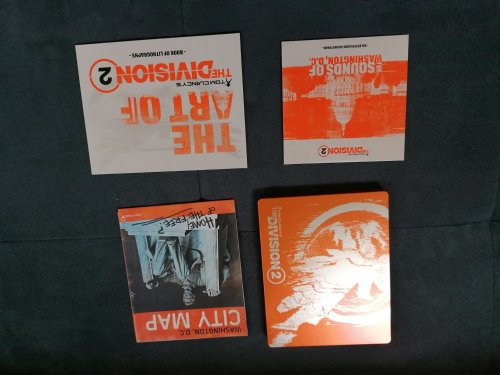 THE
ART OF
TOM CLANCY'S
THE DIVISION 2
- BOOK OF LITHOGRAPHS -
THE DIVISION 2
SOUNDS OF
WASHINGTON, D.C.
WASHINGTON, D.C.
CITY MAP
HOME
OF THE FREE?
THE DIVISION 2